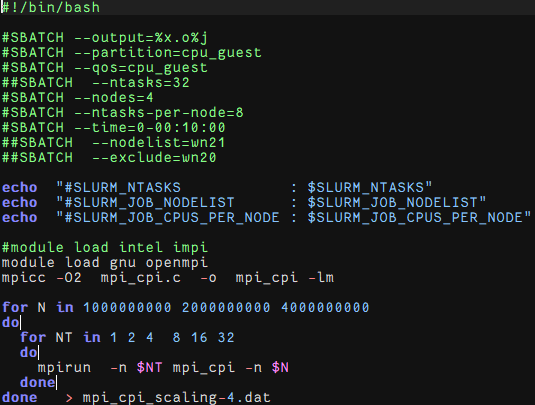 #!/bin/bash
#SBATCH --output=%x.o%j
#SBATCH --partition=cpu_guest
#SBATCH --qos=cpu_guest
##SBATCH  --ntasks=32
#SBATCH --nodes=4
#SBATCH --ntasks-per-node=8
#SBATCH --time=0-00:10:00
##SBATCH  --nodelist=wn21
##SBATCH  --exclude=wn20
echo  "#SLURM_NTASKS           : $SLURM_NTASKS"
echo  "#SLURM_JOB_NODELIST     : $SLURM_JOB_NODELIST"
echo  "#SLURM_JOB_CPUS_PER_NODE : $SLURM_JOB_CPUS_PER_NODE"
#module load intel impi
module load gnu openmpi
mpicc -O2  mpi_cpi.c  -o  mpi_cpi -lm
for N in 1000000000 2000000000 4000000000
do
  for NT in 1 2 4  8 16 32
  do
    mpirun  -n $NT mpi_cpi -n $N
  done
done   > mpi_cpi_scaling-4.dat